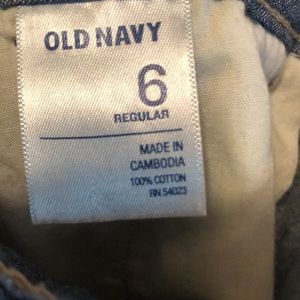 OLD NAVY
6
REGULAR
MADE IN
CAMBODIA
100% COTTON
RN 54023